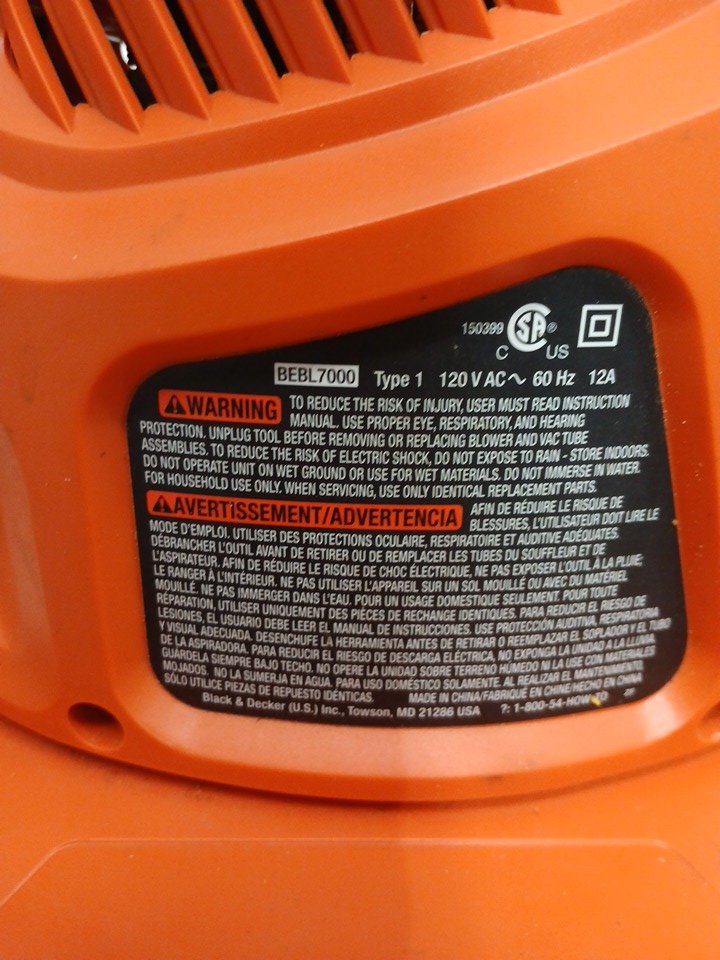 150399 SA ®
C US
BEBL7000 Type 1 120 V AC~ 60 Hz 12A
WARNING TO REDUCE THE RISK OF INJURY, USER MUST READ INSTRUCTION
MANUAL. USE PROPER EYE, RESPIRATORY, AND HEARING
PROTECTION. UNPLUG TOOL BEFORE REMOVING OR REPLACING BLOWER AND VAC TUBE
ASSEMBLIES. TO REDUCE THE RISK OF ELECTRIC SHOCK, DO NOT EXPOSE TO RAIN - STORE INDOORS.
DO NOT OPERATE UNIT ON WET GROUND OR USE FOR WET MATERIALS. DO NOT IMMERSE IN WATER.
FOR HOUSEHOLD USE ONLY. WHEN SERVICING, USE ONLY IDENTICAL REPLACEMENT PARTS.
AVERTISSEMENT/ADVERTENCIA AFIN DE RÉDUIRE LE RISQUE DE
BLESSURES, L'UTILISATEUR DOIT LIRE LE
MODE D'EMPLOI. UTILISER DES PROTECTIONS OCULAIRE, RESPIRATOIRE ET AUDITIVE ADÉQUATES.
DÉBRANCHER L'OUTIL AVANT DE RETIRER OU DE REMPLACER LES TUBES DU SOUFFLEUR ET DE
L'ASPIRATEUR. AFIN DE RÉDUIRE LE RISQUE DE CHOC ÉLECTRIQUE, NE PAS EXPOSER L'OUTIL À LA PLUIE;
LE RANGER À L'INTÉRIEUR. NE PAS UTILISER L'APPAREIL SUR UN SOL MOUILLÉ OU AVEC DU MATÉRIEL
MOUILLÉ. NE PAS IMMERGER DANS L'EAU. POUR UN USAGE DOMESTIQUE SEULEMENT. POUR TOUTE
RÉPARATION, UTILISER UNIQUEMENT DES PIÈCES DE RECHANGE IDENTIQUES. PARA REDUCIR EL RIESGO DE
LESIONES, EL USUARIO DEBE LEER EL MANUAL DE INSTRUCCIONES. USE PROTECCIÓN AUDITIVA, RESPIRATORIA
Y VISUAL ADECUADA. DESENCHUFE LA HERRAMIENTA ANTES DE RETIRAR O REEMPLAZAR EL SOPLADOR Y EL TUBO
DE LA ASPIRADORA. PARA REDUCIR EL RIESGO DE DESCARGA ELÉCTRICA, NO EXPONGA LA UNIDAD A LA LLUVIA.
GUÁRDELA SIEMPRE BAJO TECHO. NO OPERE LA UNIDAD SOBRE TERRENO HÚMEDO NI LA USE CON MATERIALES
MOJADOS. NO LA SUMERJA EN AGUA. PARA USO DOMÉSTICO SOLAMENTE. AL REALIZAR EL MANTENIMIENTO,
SÓLO UTILICE PIEZAS DE REPUESTO IDÉNTICAS. MADE IN CHINA/FABRIQUÉ EN CHINE/HECHO EN CHINA
Black & Decker (U.S.) Inc., Towson, MD 21286 USA ?: 1-800-54-HOW-TO